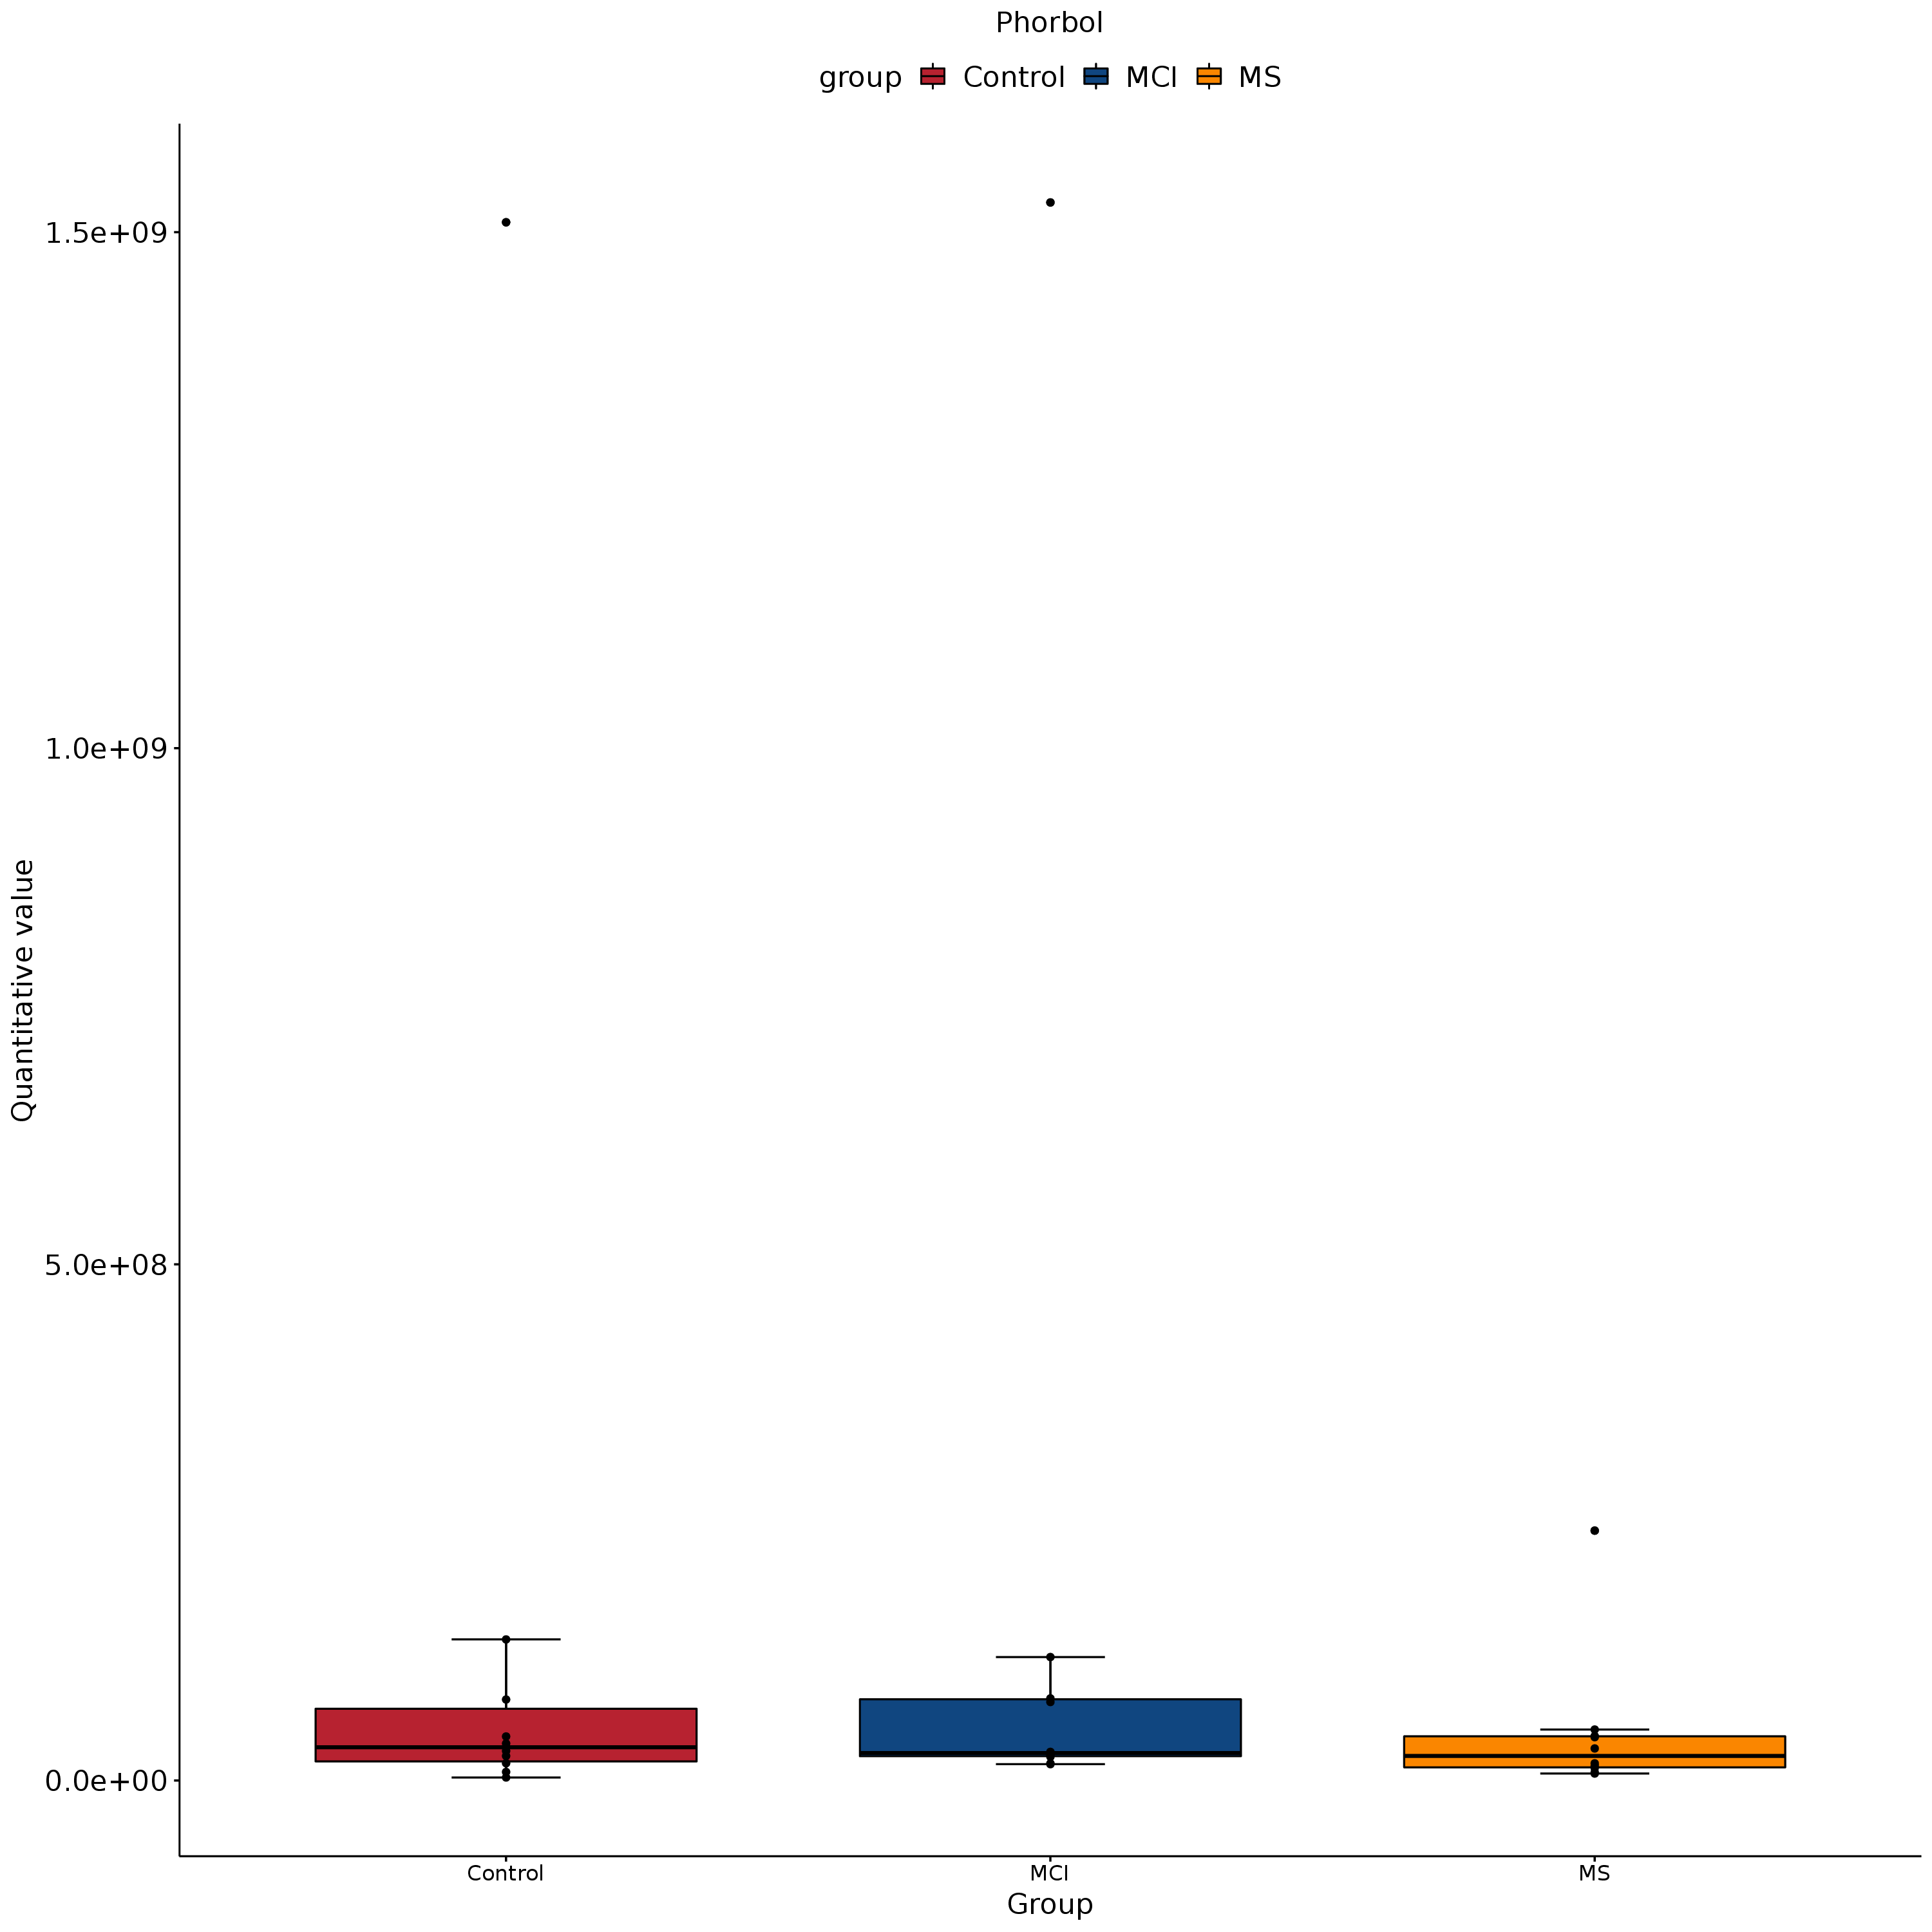 Phorbol
group Control MCI MS
1.5e+09
1.0e+09
5.0e+08
0.0e+00
Quantitative value
Control MCI MS
Group